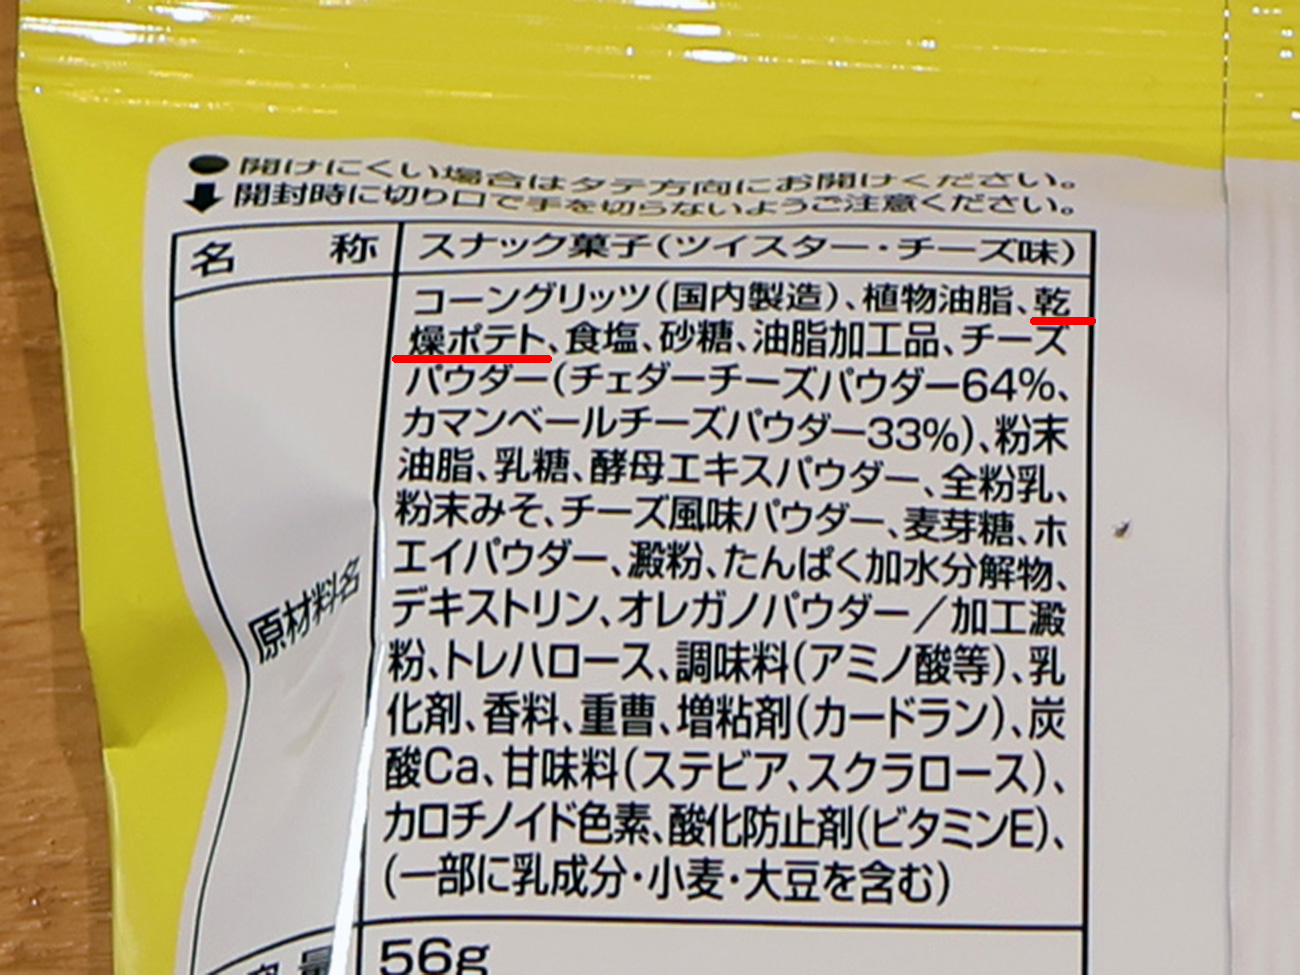 ●開けにくい場合はタテ方向にお開けください。
↓開封時に切り口で手を切らないようご注意ください。
名称 スナック菓子(ツイスター・チーズ味)
原材料名
コーングリッツ(国内製造)、植物油脂、乾
燥ポテト、食塩、砂糖、油脂加工品、チーズ
パウダー(チェダーチーズパウダー64%、
カマンベールチーズパウダー33%)、粉末
油脂、乳糖、酵母エキスパウダー、全粉乳、
粉末みそ、チーズ風味パウダー、麦芽糖、ホ
エイパウダー、澱粉、たんぱく加水分解物、
デキストリン、オレガノパウダー/加工澱
粉、トレハロース、調味料(アミノ酸等)、乳
化剤、香料、重曹、増粘剤(カードラン)、炭
酸Ca、甘味料(ステビア、スクラロース)、
カロチノイド色素、酸化防止剤(ビタミンE)、
(一部に乳成分・小麦・大豆を含む)
容量 56g